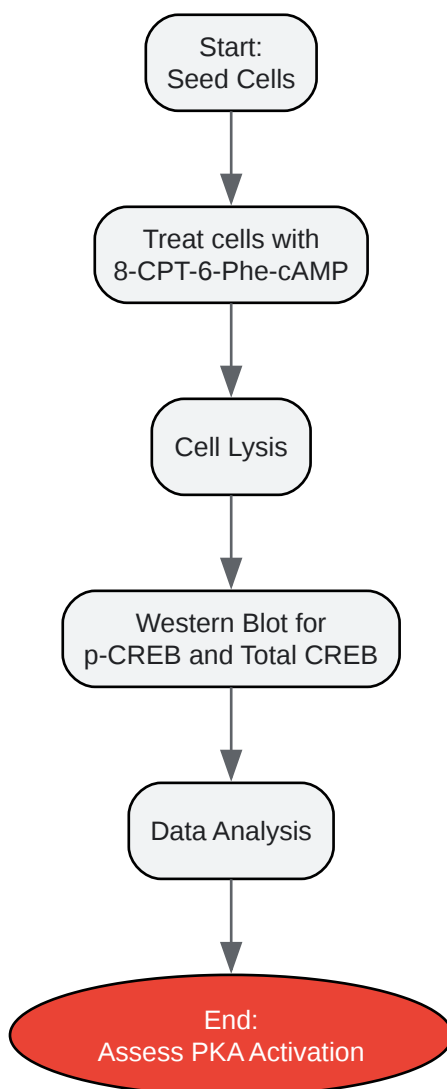 Start:
Seed Cells
Treat cells with
8-CPT-6-Phe-cAMP
Cell Lysis
Western Blot for
p-CREB and Total CREB
Data Analysis
End:
Assess PKA Activation